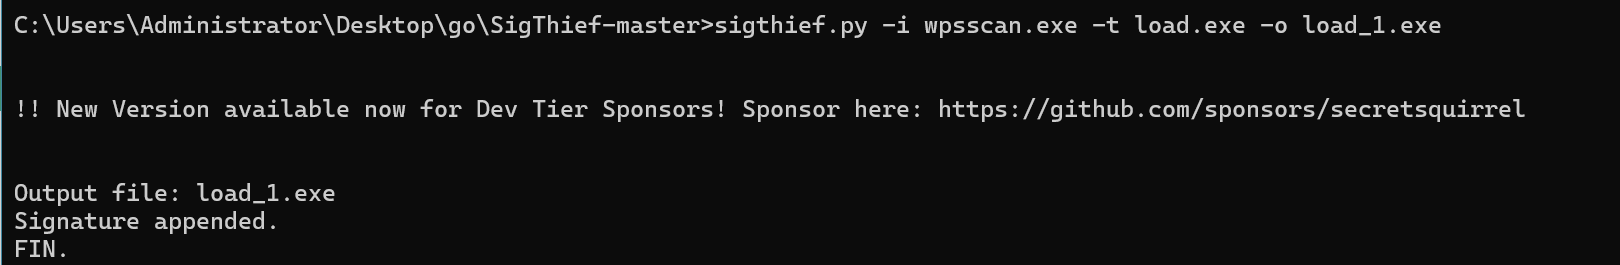 C:\Users\Administrator\Desktop\go\SigThief-master>sigthief.py -i wpsscan.exe -t load.exe -o load_1.exe
!! New Version available now for Dev Tier Sponsors! Sponsor here: https://github.com/sponsors/secretsquirrel
Output file: load_1.exe
Signature appended.
FIN.